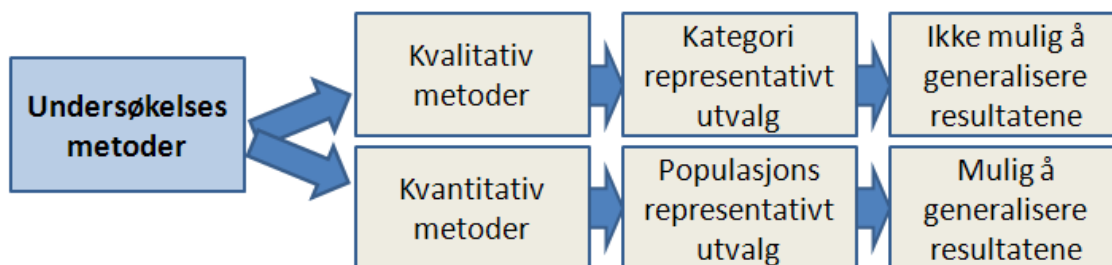 Undersøkelses
metoder
Kvalitativ
metoder
Kategori
representativt
utvalg
Ikke mulig å
generalisere
resultatene
Kvantitativ
metoder
Populasjons
representativt
utvalg
Mulig å
generalisere
resultatene